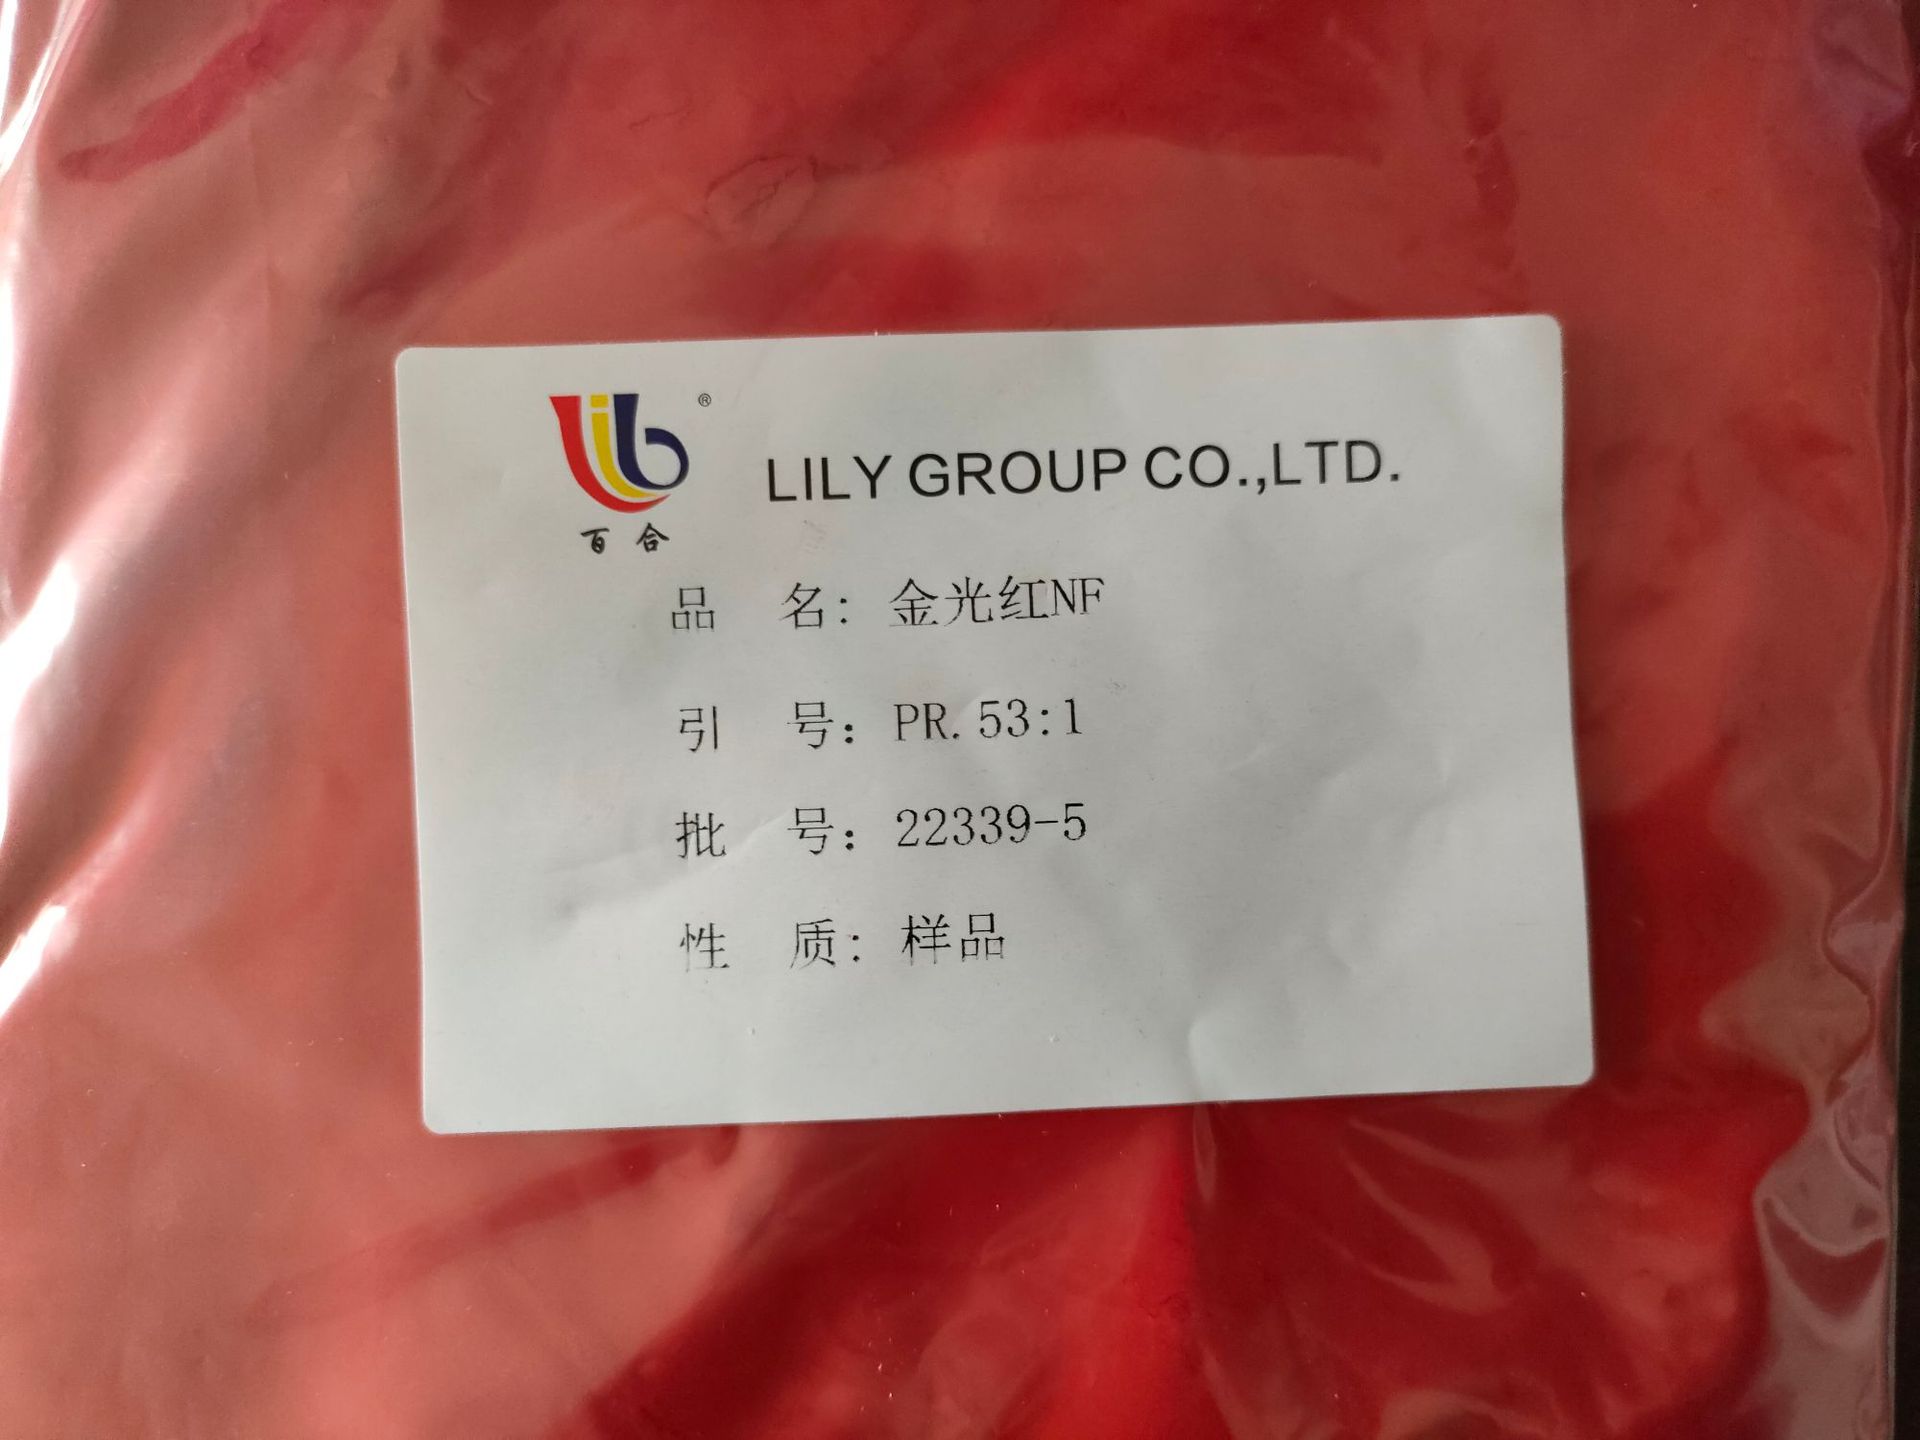 ®
LILY GROUP CO.,LTD.
百合
品 名: 金光红NF
引 号: PR. 53:1
批 号: 22339-5
性 质: 样品